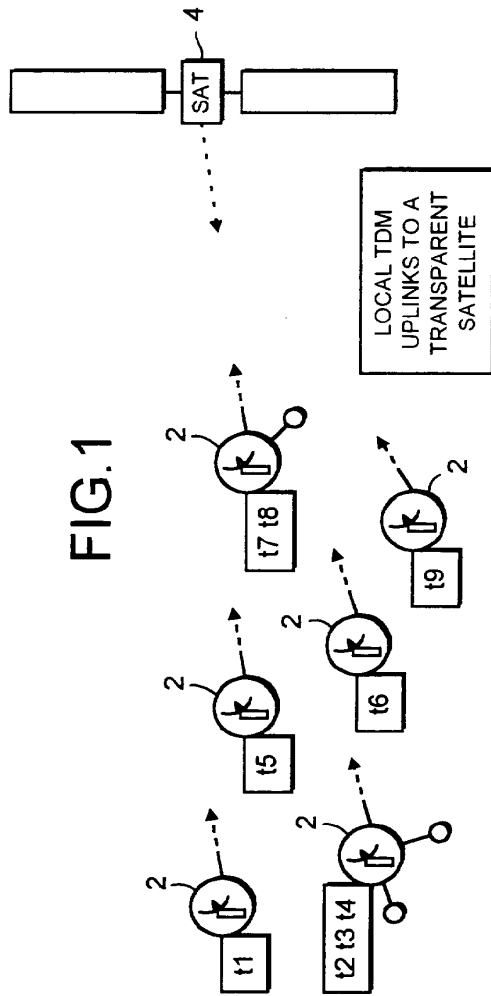 FIG.1
SAT
4
2
t7 t8
2
t5
2
t1
LOCAL TDM
UPLINKS TO A
TRANSPARENT
SATELLITE
2
t9
2
t6
2
t2 t3 t4